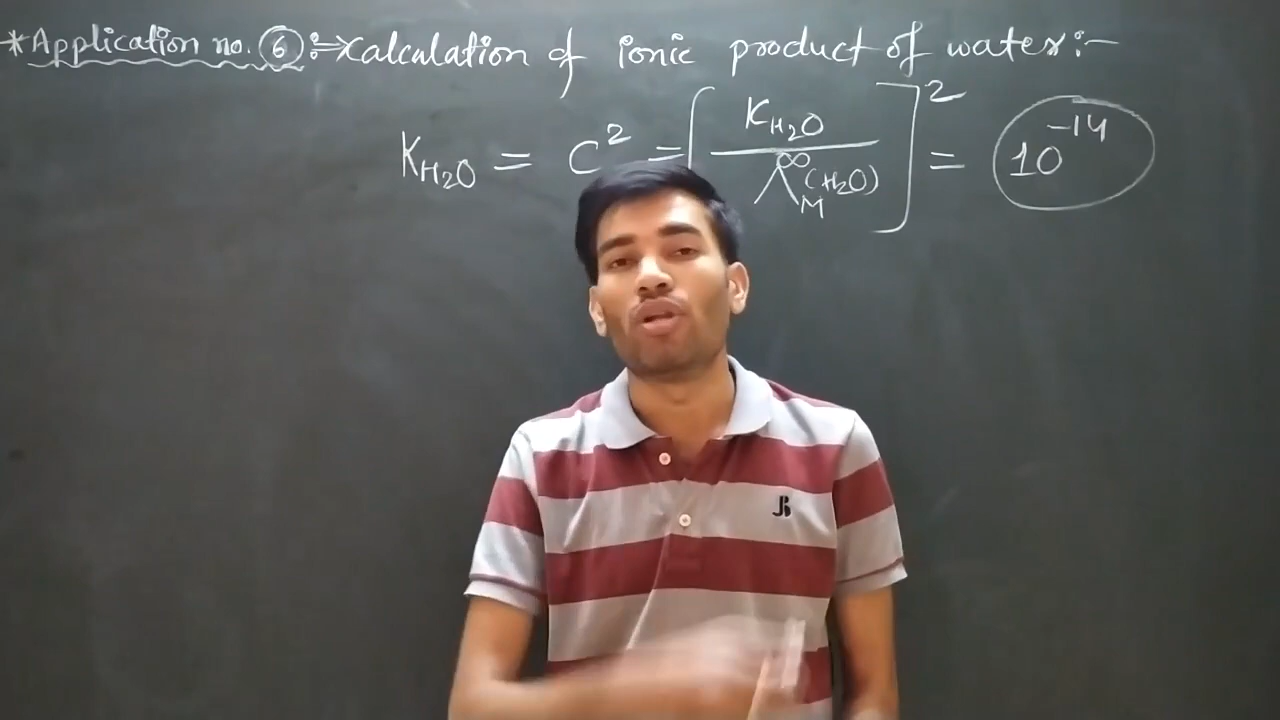 *Application no. 6 :⇒ Calculation of ionic product of water:-
K_H₂O = C² = [K_H₂O / Λ^∞_M(H₂O)]² = 10⁻¹⁴
JB